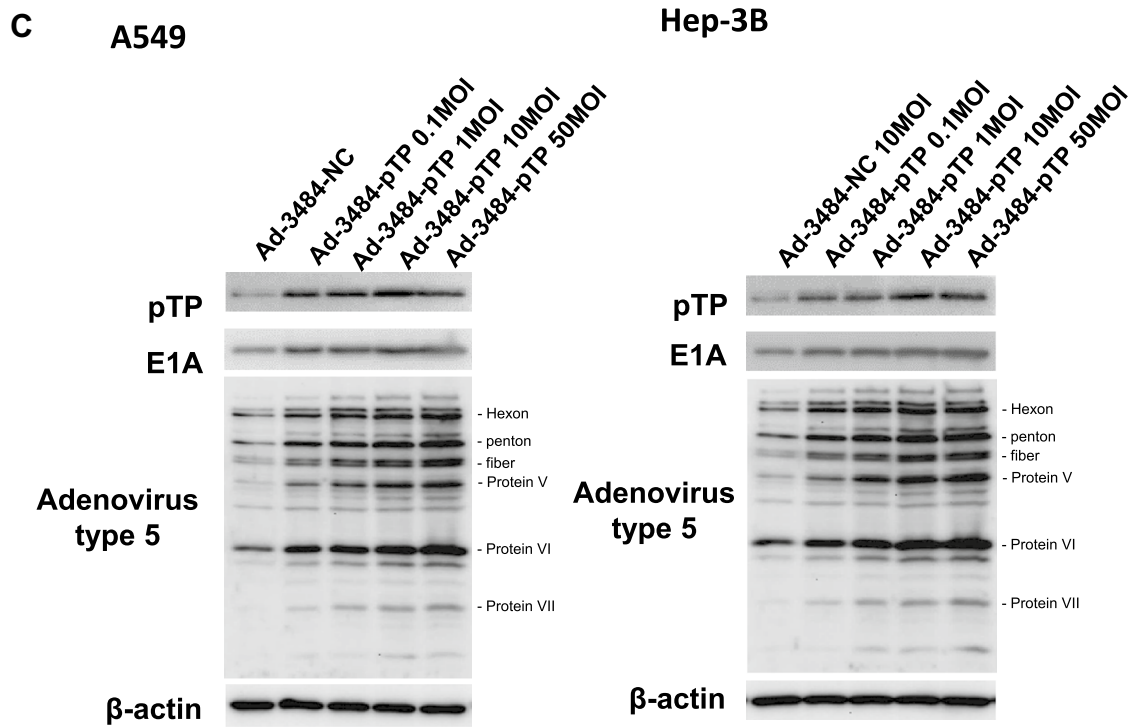 C
A549
Ad-3484-NC
Ad-3484-pTP 0.1MOI
Ad-3484-pTP 1MOI
Ad-3484-pTP 10MOI
Ad-3484-pTP 50MOI
pTP
E1A
Adenovirus
type 5
- Hexon
- penton
- fiber
- Protein V
- Protein VI
- Protein VII
β-actin
Hep-3B
Ad-3484-NC 10MOI
Ad-3484-pTP 0.1MOI
Ad-3484-pTP 1MOI
Ad-3484-pTP 10MOI
Ad-3484-pTP 50MOI
pTP
E1A
Adenovirus
type 5
- Hexon
- penton
- fiber
- Protein V
- Protein VI
- Protein VII
β-actin